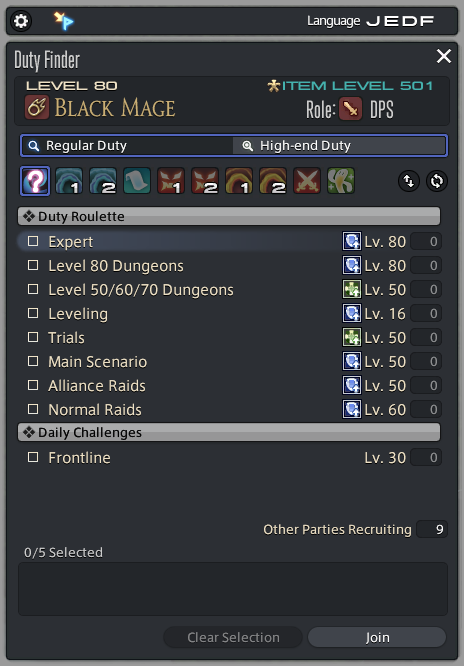 Language J E D F
Duty Finder
LEVEL 80
ITEM LEVEL 501
BLACK MAGE
Role: DPS
Regular Duty
High-end Duty
1 2 1 2 1 2
Duty Roulette
Expert Lv. 80 0
Level 80 Dungeons Lv. 80 0
Level 50/60/70 Dungeons Lv. 50 0
Leveling Lv. 16 0
Trials Lv. 50 0
Main Scenario Lv. 50 0
Alliance Raids Lv. 50 0
Normal Raids Lv. 60 0
Daily Challenges
Frontline Lv. 30 0
Other Parties Recruiting 9
0/5 Selected
Clear Selection
Join